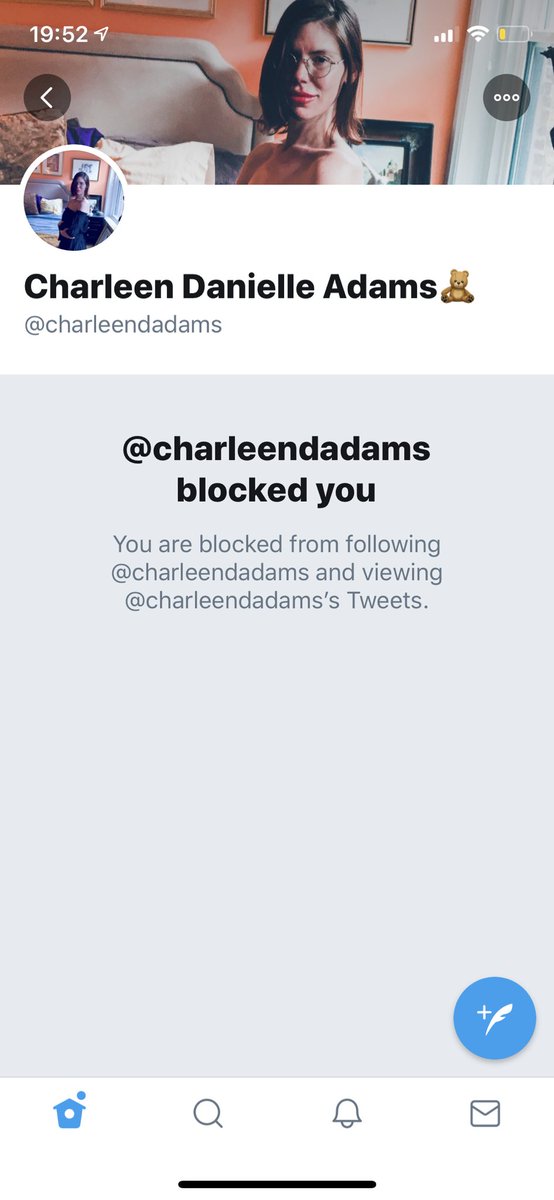 19:52
Charleen Danielle Adams🧸
@charleendadams
@charleendadams
blocked you
You are blocked from following
@charleendadams and viewing
@charleendadams’s Tweets.